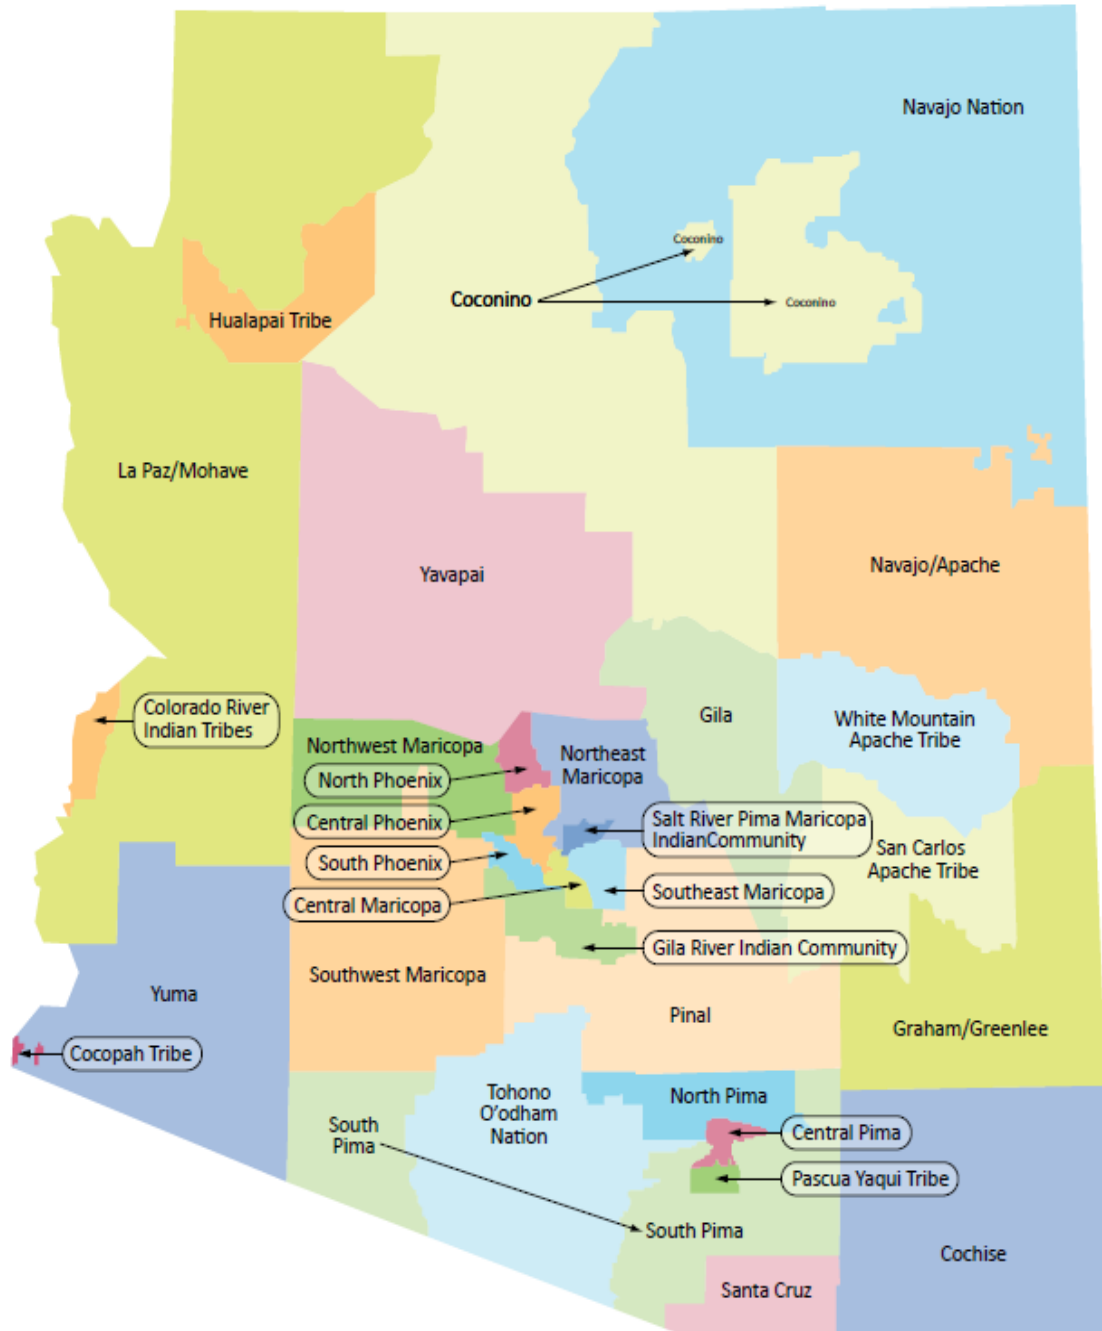 Navajo Nation
Coconino
Coconino
Coconino
Hualapai Tribe
La Paz/Mohave
Yavapai
Navajo/Apache
Colorado River
Indian Tribes
Gila
White Mountain
Apache Tribe
Northwest Maricopa
Northeast
Maricopa
North Phoenix
Central Phoenix
Salt River Pima Maricopa
IndianCommunity
San Carlos
Apache Tribe
South Phoenix
Southeast Maricopa
Central Maricopa
Gila River Indian Community
Southwest Maricopa
Yuma
Pinal
Graham/Greenlee
Cocopah Tribe
Tohono
O'odham
Nation
North Pima
South
Pima
Central Pima
Pascua Yaqui Tribe
South Pima
Cochise
Santa Cruz